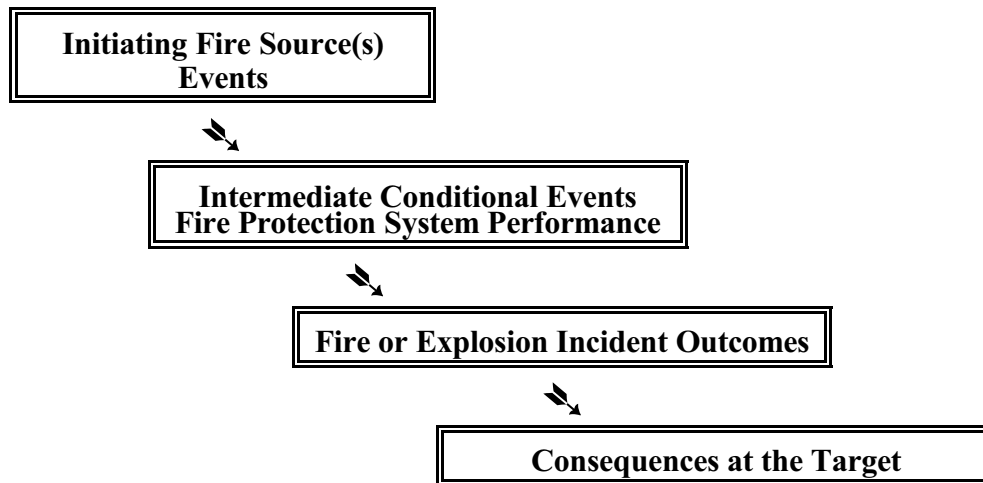 Initiating Fire Source(s)
Events
Intermediate Conditional Events
Fire Protection System Performance
Fire or Explosion Incident Outcomes
Consequences at the Target